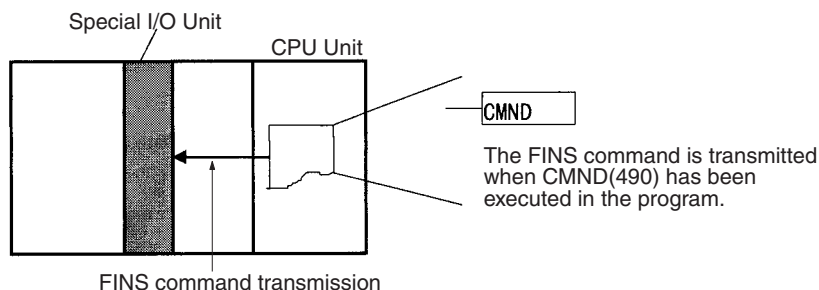 Special I/O Unit
CPU Unit
CMND
The FINS command is transmitted
when CMND(490) has been
executed in the program.
FINS command transmission